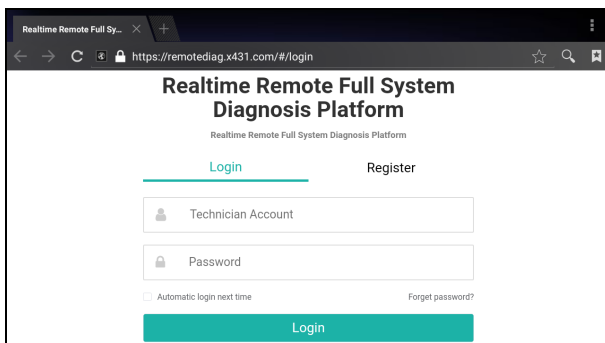 Realtime Remote Full Sy...
https://remotediag.x431.com/#/login
Realtime Remote Full System
Diagnosis Platform
Realtime Remote Full System Diagnosis Platform
Login Register
Technician Account
Password
Automatic login next time Forget password?
Login